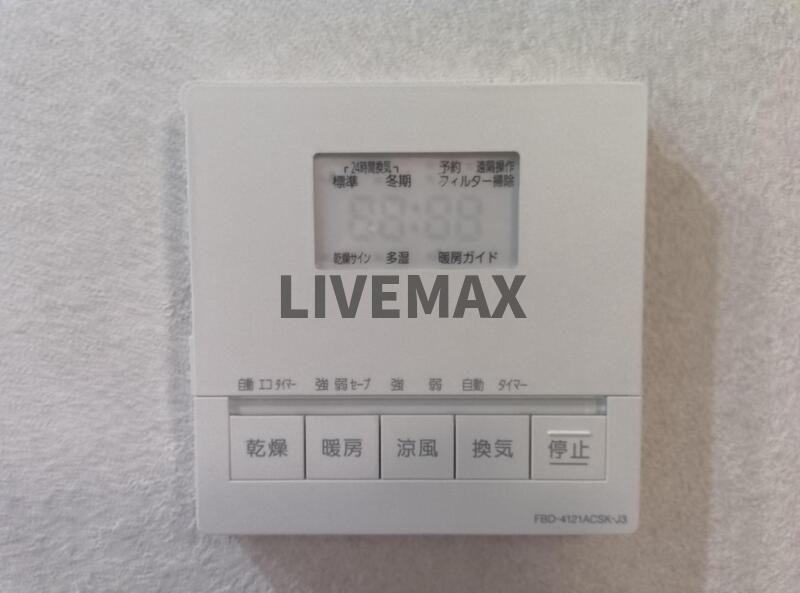 「24時間換気」 予約 遠隔操作
標準 冬期 フィルター掃除
88:88
乾燥サイン 多湿 暖房ガイド
LIVEMAX
自動 エコ タイマー 強 弱 セーブ 強 弱 自動 タイマー
乾燥 暖房 涼風 換気 停止
FBD-4121ACSK-J3